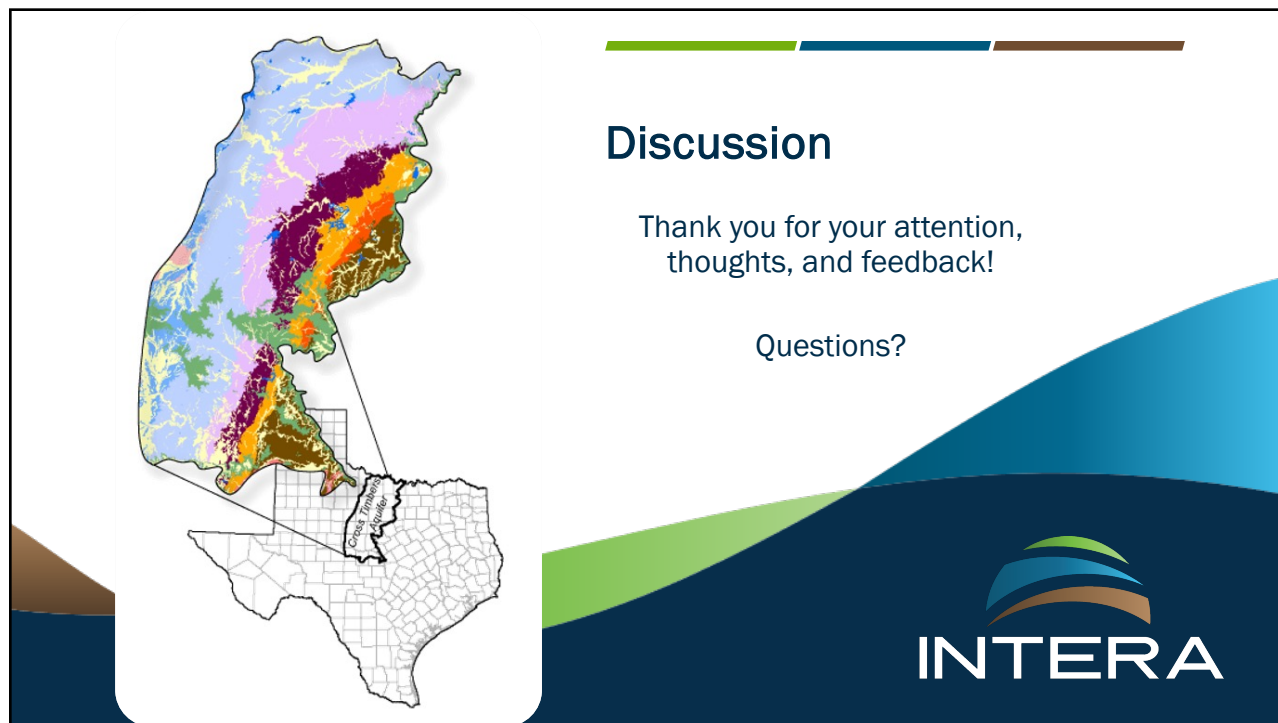 Discussion
Thank you for your attention,
thoughts, and feedback!
Questions?
Cross Timbers
Aquifer
INTERA